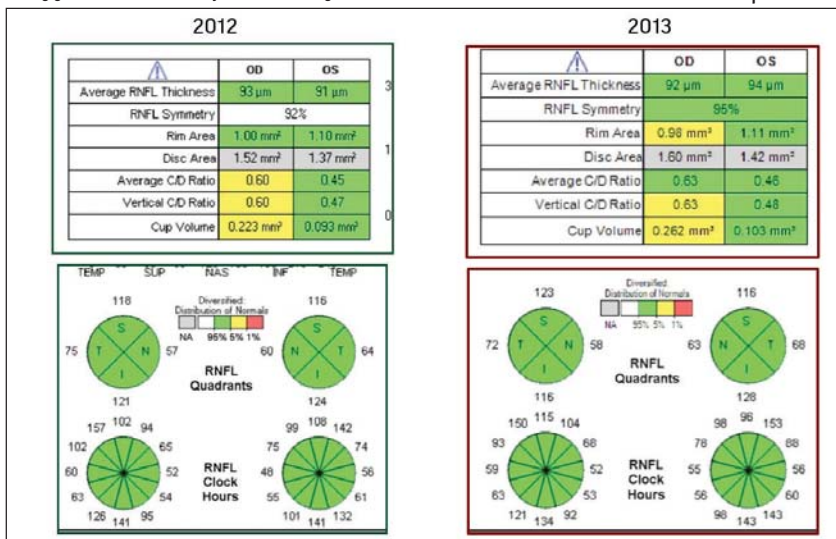 2012
OD OS
Average RNFL Thickness 93 µm 91 µm
RNFL Symmetry 92%
Rim Area 1.00 mm² 1.10 mm²
Disc Area 1.52 mm² 1.37 mm²
Average C/D Ratio 0.60 0.45
Vertical C/D Ratio 0.60 0.47
Cup Volume 0.223 mm³ 0.093 mm³
3
1
0
TEMP SUP NAS INF TEMP
Diversified:
Distribution of Normals
NA 95% 5% 1%
118 116
S S
75 T N 57 60 N T 64
I I
121 124
RNFL
Quadrants
157 102 94 99 108 142
102 65 75 74
60 52 48 56
63 54 55 61
126 141 95 101 141 132
RNFL
Clock
Hours
2013
OD OS
Average RNFL Thickness 92 µm 94 µm
RNFL Symmetry 95%
Rim Area 0.98 mm² 1.11 mm²
Disc Area 1.60 mm² 1.42 mm²
Average C/D Ratio 0.63 0.46
Vertical C/D Ratio 0.63 0.48
Cup Volume 0.262 mm³ 0.103 mm³
Diversified:
Distribution of Normals
NA 95% 5% 1%
123 116
S S
72 T N 58 63 N T 68
I I
116 128
RNFL
Quadrants
150 115 104 98 96 153
93 68 78 88
59 52 55 56
63 53 56 60
121 134 92 98 143 143
RNFL
Clock
Hours